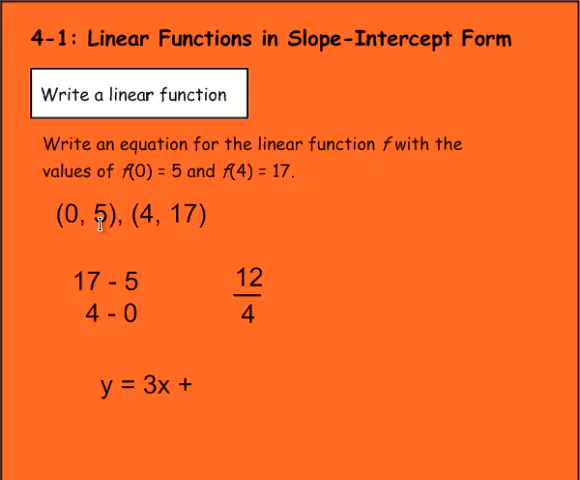 4-1: Linear Functions in Slope-Intercept Form
Write a linear function
Write an equation for the linear function f with the
values of f(0) = 5 and f(4) = 17.
(0, 5), (4, 17)
17 - 5
4 - 0
12
4
y = 3x +